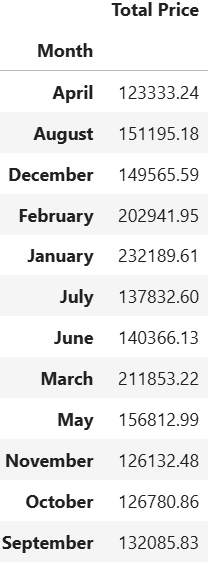 Total Price
Month
April 123333.24
August 151195.18
December 149565.59
February 202941.95
January 232189.61
July 137832.60
June 140366.13
March 211853.22
May 156812.99
November 126132.48
October 126780.86
September 132085.83